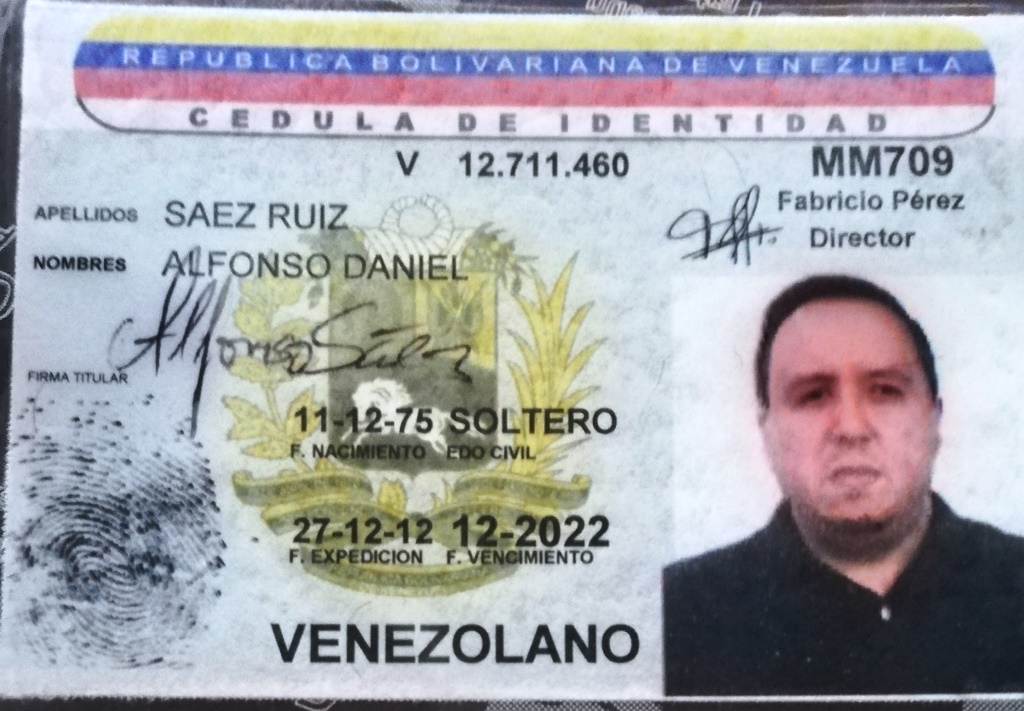 REPUBLICA BOLIVARIANA DE VENEZUELA
CEDULA DE IDENTIDAD
V 12.711.460 MM709
Fabricio Pérez
Director
APELLIDOS SAEZ RUIZ
NOMBRES ALFONSO DANIEL
Alfonso Sáez
FIRMA TITULAR
11-12-75 SOLTERO
F. NACIMIENTO EDO CIVIL
27-12-12 12-2022
F. EXPEDICION F. VENCIMIENTO
VENEZOLANO